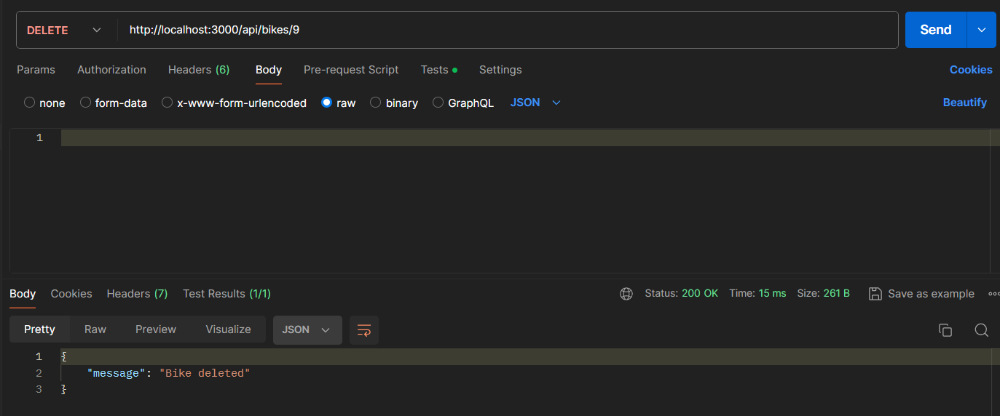 DELETE http://localhost:3000/api/bikes/9 Send
Params Authorization Headers (6) Body Pre-request Script Tests Settings Cookies
none form-data x-www-form-urlencoded raw binary GraphQL JSON Beautify
1
Body Cookies Headers (7) Test Results (1/1) Status: 200 OK Time: 15 ms Size: 261 B Save as example
Pretty Raw Preview Visualize JSON
1 {
2 "message": "Bike deleted"
3 }